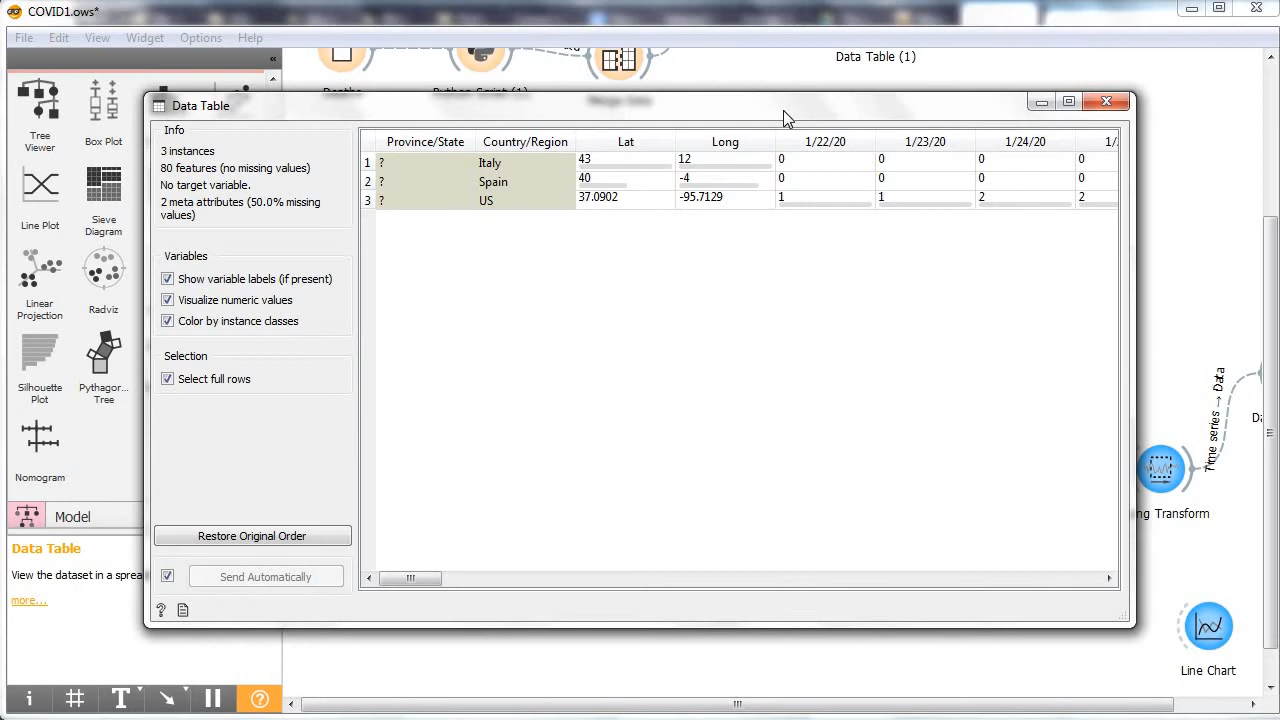 COVID1.ows*
File Edit View Widget Options Help
«
Data Table (1)
Tree Viewer
Box Plot
Line Plot
Sieve Diagram
Linear Projection
Radviz
Silhouette Plot
Pythagor... Tree
Nomogram
Model
Data Table
View the dataset in a sprea
more...
Data Table
Info
3 instances
80 features (no missing values)
No target variable.
2 meta attributes (50.0% missing
values)
Variables
Show variable labels (if present)
Visualize numeric values
Color by instance classes
Selection
Select full rows
Restore Original Order
Send Automatically
Province/State Country/Region Lat Long 1/22/20 1/23/20 1/24/20 1/
1 ? Italy 43 12 0 0 0 0
2 ? Spain 40 -4 0 0 0 0
3 ? US 37.0902 -95.7129 1 1 2 2
Time series → Data
Da
ng Transform
Line Chart